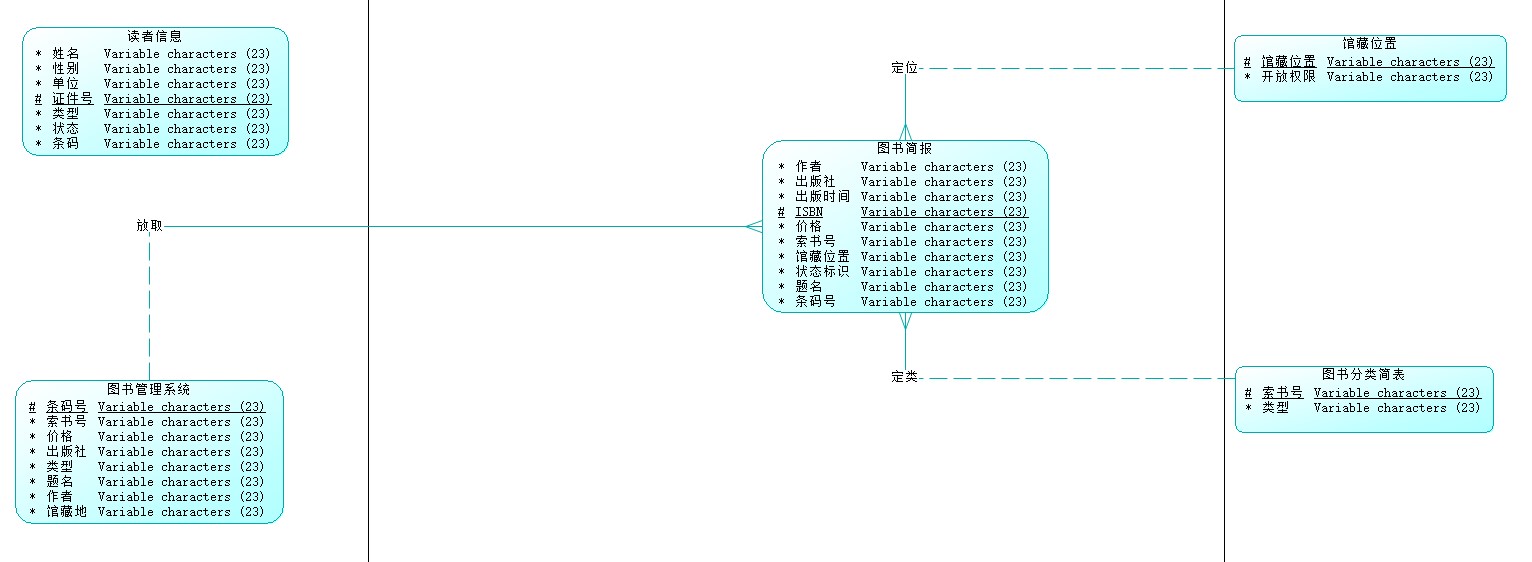 读者信息
* 姓名 Variable characters (23)
* 性别 Variable characters (23)
* 单位 Variable characters (23)
# 证件号 Variable characters (23)
* 类型 Variable characters (23)
* 状态 Variable characters (23)
* 条码 Variable characters (23)
定位
馆藏位置
# 馆藏位置 Variable characters (23)
* 开放权限 Variable characters (23)
图书简报
* 作者 Variable characters (23)
* 出版社 Variable characters (23)
* 出版时间 Variable characters (23)
# ISBN Variable characters (23)
* 价格 Variable characters (23)
* 索书号 Variable characters (23)
* 馆藏位置 Variable characters (23)
* 状态标识 Variable characters (23)
* 题名 Variable characters (23)
* 条码号 Variable characters (23)
放取
定类
图书管理系统
# 条码号 Variable characters (23)
* 索书号 Variable characters (23)
* 价格 Variable characters (23)
* 出版社 Variable characters (23)
* 类型 Variable characters (23)
* 题名 Variable characters (23)
* 作者 Variable characters (23)
* 馆藏地 Variable characters (23)
图书分类简表
# 索书号 Variable characters (23)
* 类型 Variable characters (23)